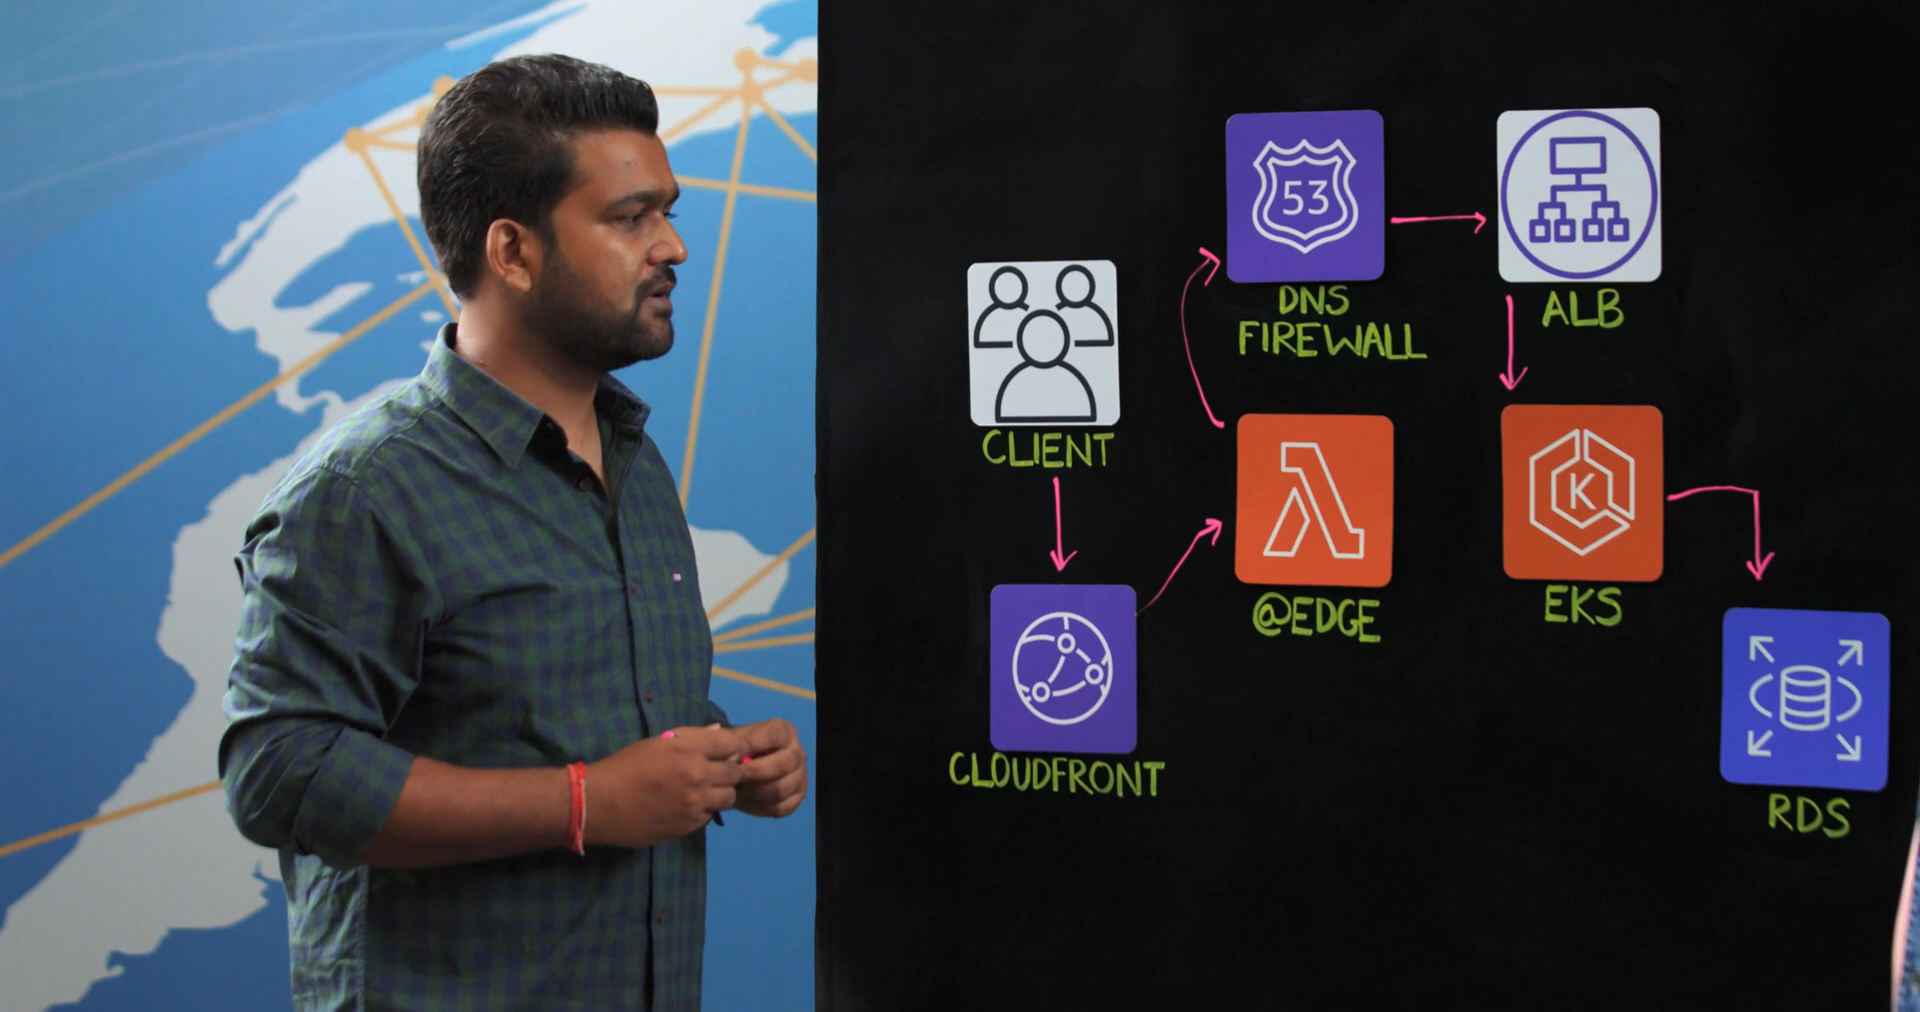 53
DNS
FIREWALL
ALB
CLIENT
@EDGE
K
EKS
CLOUDFRONT
RDS